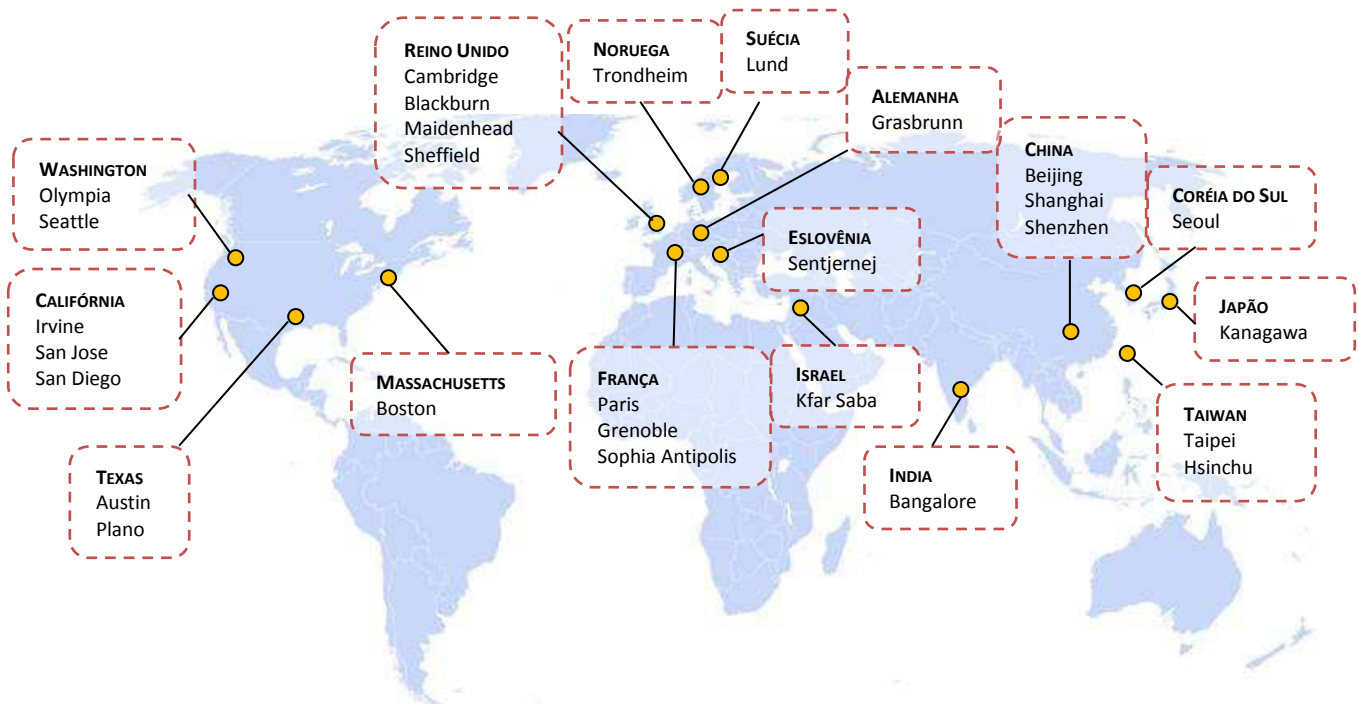 REINO UNIDO
Cambridge
Blackburn
Maidenhead
Sheffield
NORUEGA
Trondheim
SUÉCIA
Lund
ALEMANHA
Grasbrunn
WASHINGTON
Olympia
Seattle
CHINA
Beijing
Shanghai
Shenzhen
CORÉIA DO SUL
Seoul
ESLOVÊNIA
Sentjernej
CALIFÓRNIA
Irvine
San Jose
San Diego
JAPÃO
Kanagawa
MASSACHUSETTS
Boston
FRANÇA
Paris
Grenoble
Sophia Antipolis
ISRAEL
Kfar Saba
TAIWAN
Taipei
Hsinchu
TEXAS
Austin
Plano
INDIA
Bangalore